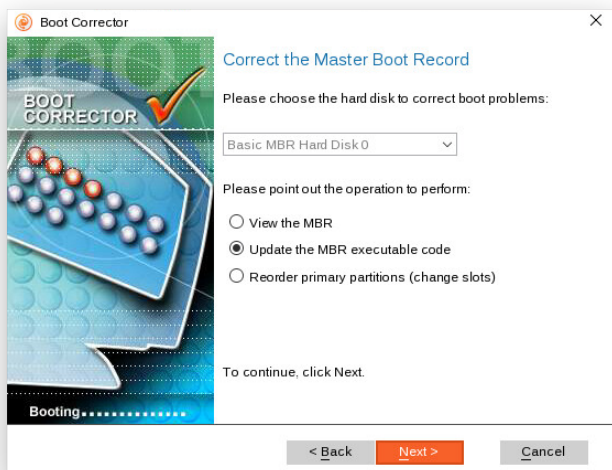 Boot Corrector
BOOT
BOOT
CORRECTOR
Correct the Master Boot Record
Please choose the hard disk to correct boot problems:
Basic MBR Hard Disk 0
Please point out the operation to perform:
View the MBR
Update the MBR executable code
Reorder primary partitions (change slots)
To continue, click Next.
Booting...............
< Back
Next >
Cancel